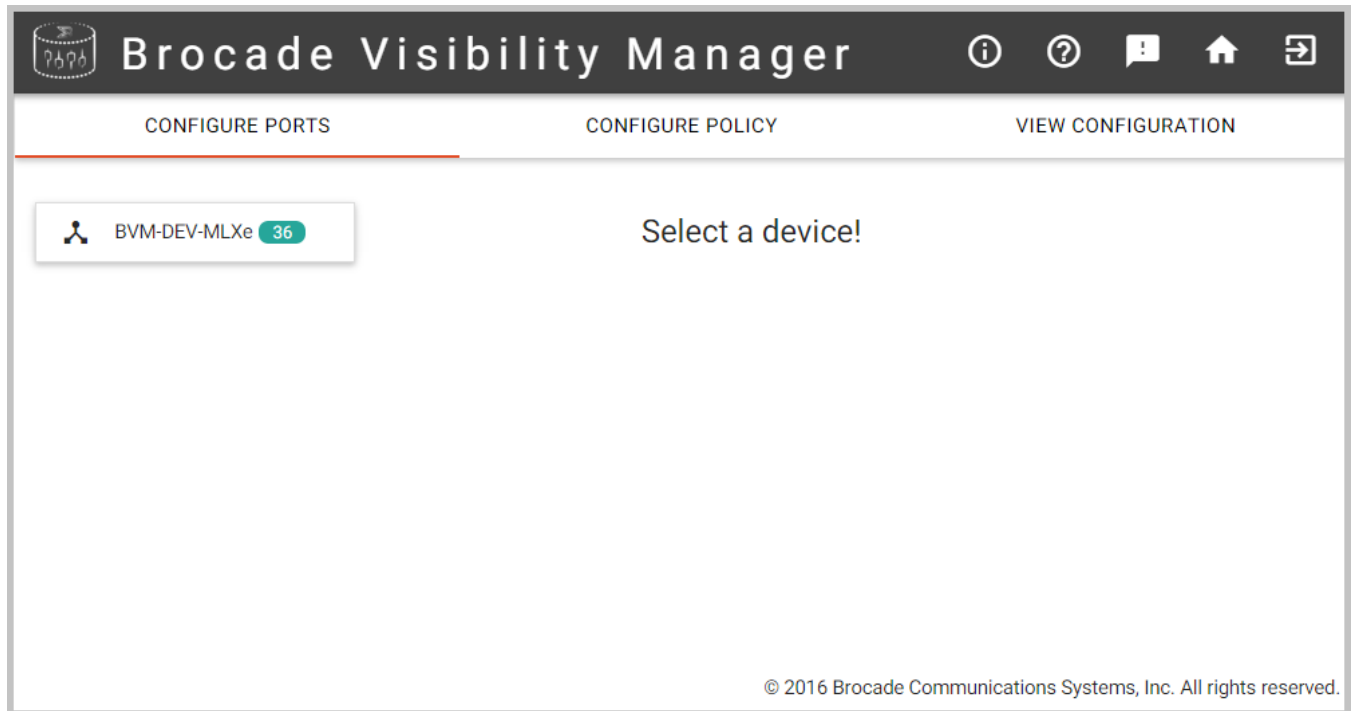 Brocade Visibility Manager
CONFIGURE PORTS CONFIGURE POLICY VIEW CONFIGURATION
BVM-DEV-MLXe 36
Select a device!
© 2016 Brocade Communications Systems, Inc. All rights reserved.